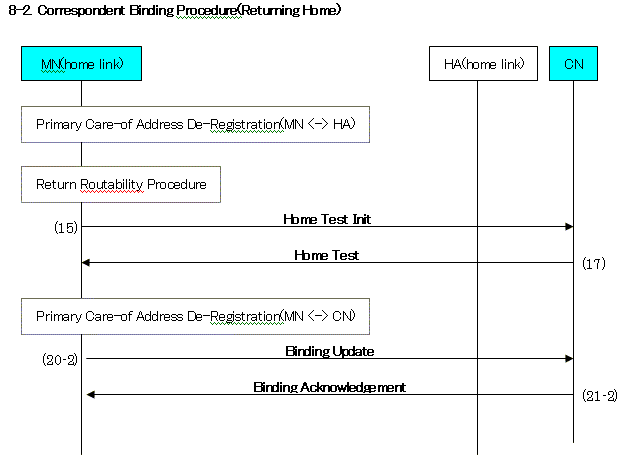 8-2. Correspondent Binding Procedure(Returning Home)
MN(home link)
HA(home link)
CN
Primary Care-of Address De-Registration(MN <-> HA)
Return Routability Procedure
(15)
Home Test Init
Home Test
(17)
Primary Care-of Address De-Registration(MN <-> CN)
(20-2)
Binding Update
Binding Acknowledgement
(21-2)